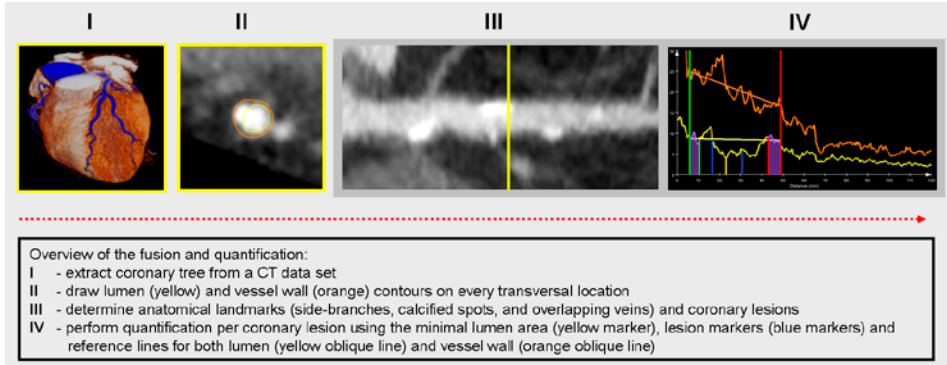 I II III IV
Distance (mm)
Overview of the fusion and quantification:
I - extract coronary tree from a CT data set
II - draw lumen (yellow) and vessel wall (orange) contours on every transversal location
III - determine anatomical landmarks (side-branches, calcified spots, and overlapping veins) and coronary lesions
IV - perform quantification per coronary lesion using the minimal lumen area (yellow marker), lesion markers (blue markers) and
reference lines for both lumen (yellow oblique line) and vessel wall (orange oblique line)